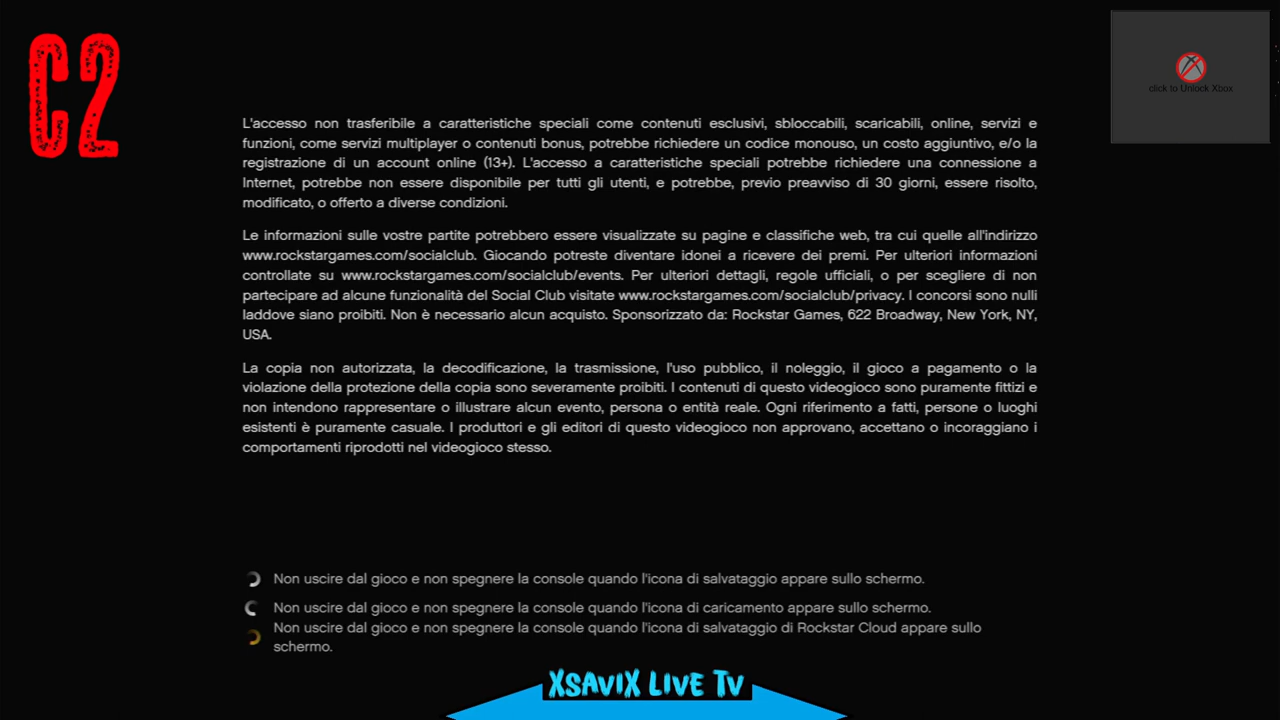 C2
click to Unlock Xbox
L'accesso non trasferibile a caratteristiche speciali come contenuti esclusivi, sbloccabili, scaricabili, online, servizi e
funzioni, come servizi multiplayer o contenuti bonus, potrebbe richiedere un codice monouso, un costo aggiuntivo, e/o la
registrazione di un account online (13+). L'accesso a caratteristiche speciali potrebbe richiedere una connessione a
Internet, potrebbe non essere disponibile per tutti gli utenti, e potrebbe, previo preavviso di 30 giorni, essere risolto,
modificato, o offerto a diverse condizioni.
Le informazioni sulle vostre partite potrebbero essere visualizzate su pagine e classifiche web, tra cui quelle all'indirizzo
www.rockstargames.com/socialclub. Giocando potreste diventare idonei a ricevere dei premi. Per ulteriori informazioni
controllate su www.rockstargames.com/socialclub/events. Per ulteriori dettagli, regole ufficiali, o per scegliere di non
partecipare ad alcune funzionalità del Social Club visitate www.rockstargames.com/socialclub/privacy. I concorsi sono nulli
laddove siano proibiti. Non è necessario alcun acquisto. Sponsorizzato da: Rockstar Games, 622 Broadway, New York, NY,
USA.
La copia non autorizzata, la decodificazione, la trasmissione, l'uso pubblico, il noleggio, il gioco a pagamento o la
violazione della protezione della copia sono severamente proibiti. I contenuti di questo videogioco sono puramente fittizi e
non intendono rappresentare o illustrare alcun evento, persona o entità reale. Ogni riferimento a fatti, persone o luoghi
esistenti è puramente casuale. I produttori e gli editori di questo videogioco non approvano, accettano o incoraggiano i
comportamenti riprodotti nel videogioco stesso.
Non uscire dal gioco e non spegnere la console quando l'icona di salvataggio appare sullo schermo.
Non uscire dal gioco e non spegnere la console quando l'icona di caricamento appare sullo schermo.
Non uscire dal gioco e non spegnere la console quando l'icona di salvataggio di Rockstar Cloud appare sullo
schermo.
XSAVIX LIVE TV